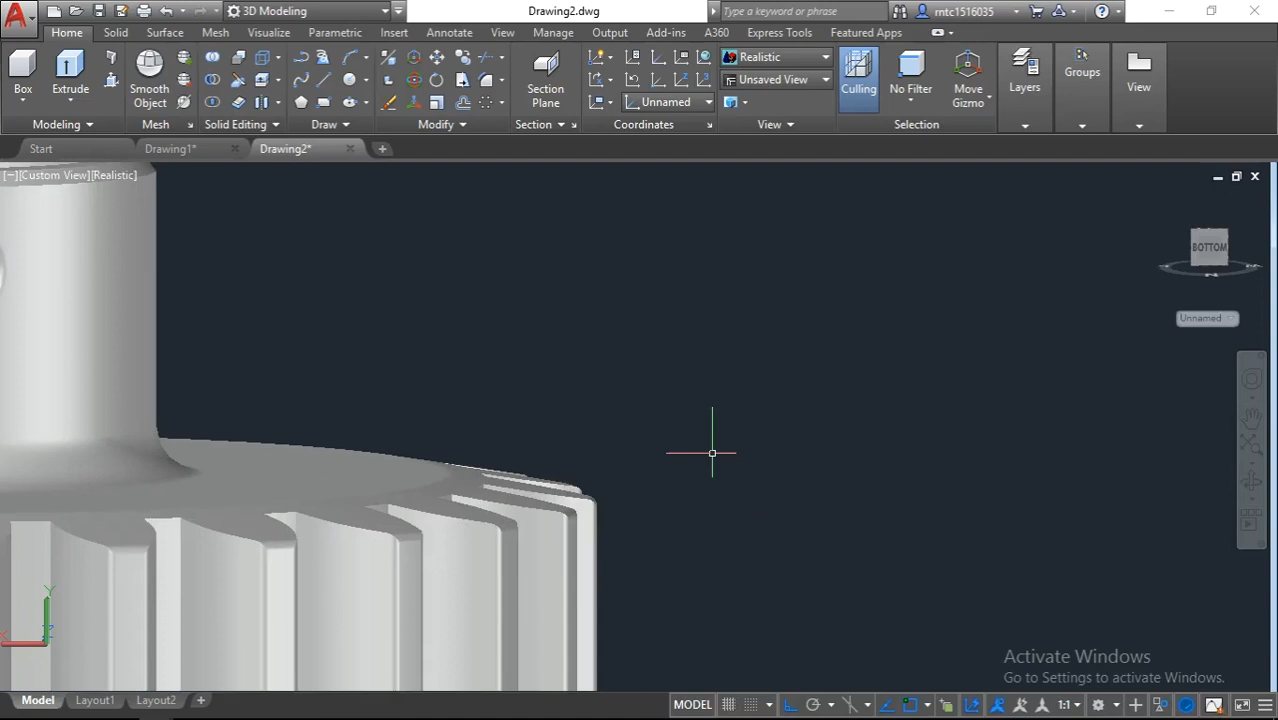 3D Modeling
Drawing2.dwg
Type a keyword or phrase
rmtc1516035
Home Solid Surface Mesh Visualize Parametric Insert Annotate View Manage Output Add-ins A360 Express Tools Featured Apps
Box
Extrude
Smooth
Object
Section
Plane
Unnamed
Realistic
Unsaved View
Culling
No Filter
Move
Gizmo
Layers
Groups
View
Modeling
Mesh
Solid Editing
Draw
Modify
Section
Coordinates
View
Selection
Start
Drawing1*
Drawing2*
[−][Custom View][Realistic]
BOTTOM
Unnamed
Y
X
Z
Activate Windows
Go to Settings to activate Windows.
Model Layout1 Layout2
MODEL
1:1